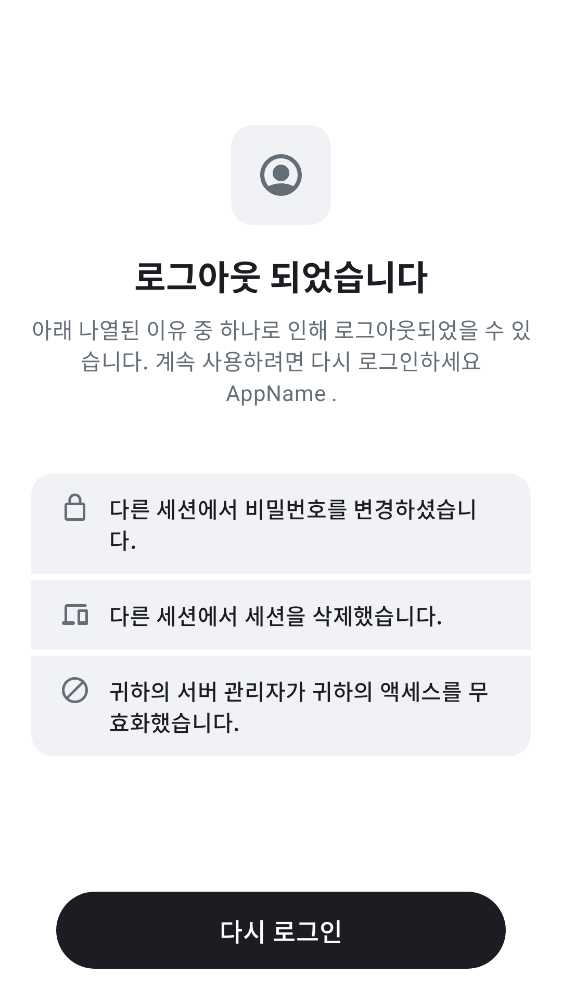 로그아웃 되었습니다
아래 나열된 이유 중 하나로 인해 로그아웃되었을 수 있
습니다. 계속 사용하려면 다시 로그인하세요
AppName .
다른 세션에서 비밀번호를 변경하셨습니
다.
다른 세션에서 세션을 삭제했습니다.
귀하의 서버 관리자가 귀하의 액세스를 무
효화했습니다.
다시 로그인